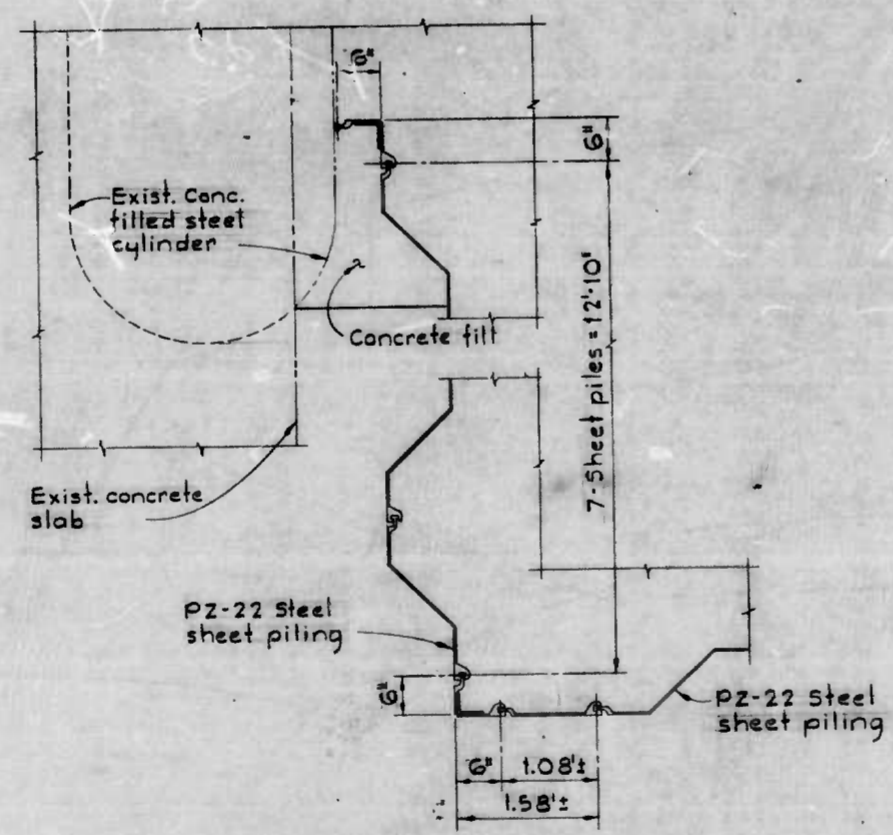 6"
6"
Exist. Conc.
filled steel
cylinder
Concrete fill
7-Sheet piles = 12'-10"
Exist. concrete
slab
PZ-22 Steel
sheet piling
6"
PZ-22 Steel
sheet piling
6" 1.08'±
1.58'±